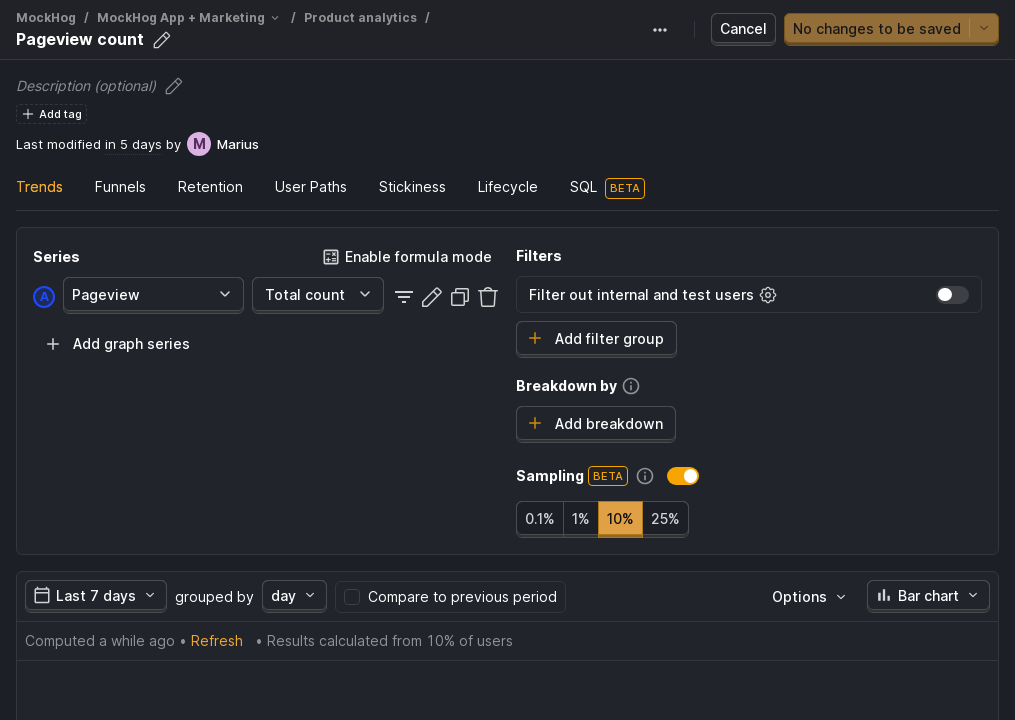 MockHog / MockHog App + Marketing / Product analytics /
Pageview count
Cancel
No changes to be saved
Description (optional)
Add tag
Last modified in 5 days by M Marius
Trends
Funnels
Retention
User Paths
Stickiness
Lifecycle
SQL BETA
Series
Enable formula mode
A
Pageview
Total count
Add graph series
Filters
Filter out internal and test users
Add filter group
Breakdown by
Add breakdown
Sampling BETA
0.1%
1%
10%
25%
Last 7 days
grouped by
day
Compare to previous period
Options
Bar chart
Computed a while ago • Refresh • Results calculated from 10% of users